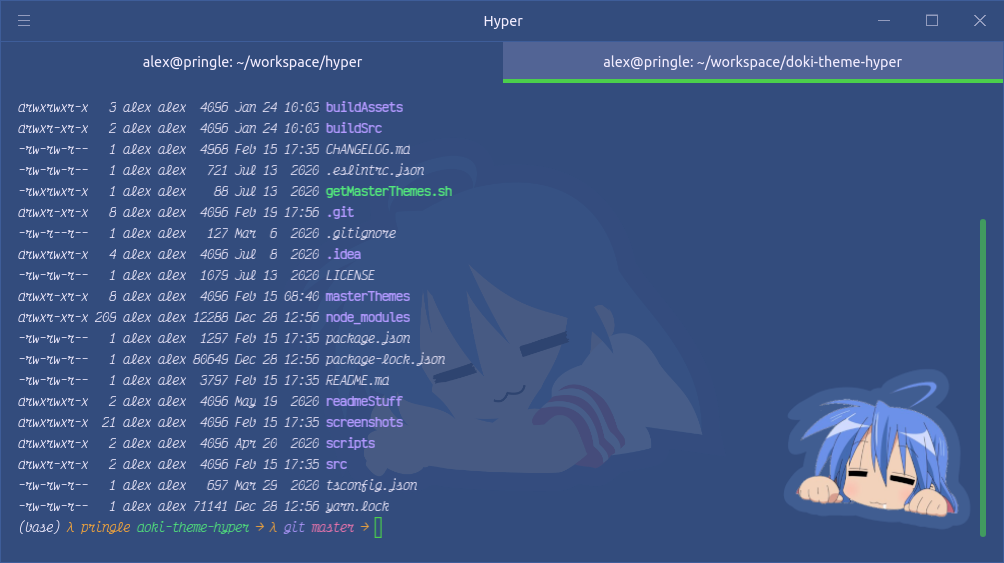 Hyper
alex@pringle: ~/workspace/hyper
alex@pringle: ~/workspace/doki-theme-hyper
drwxrwxr-x   3 alex alex  4096 Jan 24 10:03 buildAssets
drwxr-xr-x   2 alex alex  4096 Jan 24 10:03 buildSrc
-rw-rw-r--   1 alex alex  4968 Feb 15 17:35 CHANGELOG.md
-rw-rw-r--   1 alex alex   721 Jul 13  2020 .eslintrc.json
-rwxrwxr-x   1 alex alex    88 Jul 13  2020 getMasterThemes.sh
drwxr-xr-x   8 alex alex  4096 Feb 19 17:56 .git
-rw-r--r--   1 alex alex   127 Mar  6  2020 .gitignore
drwxrwxr-x   4 alex alex  4096 Jul  8  2020 .idea
-rw-rw-r--   1 alex alex  1079 Jul 13  2020 LICENSE
drwxrwxr-x   8 alex alex  4096 Feb 15 08:40 masterThemes
drwxr-xr-x 209 alex alex 12288 Dec 28 12:56 node_modules
-rw-rw-r--   1 alex alex  1297 Feb 15 17:35 package.json
-rw-rw-r--   1 alex alex 80649 Dec 28 12:56 package-lock.json
-rw-rw-r--   1 alex alex  3797 Feb 15 17:35 README.md
drwxrwxr-x   2 alex alex  4096 May 19  2020 readmeStuff
drwxrwxr-x  21 alex alex  4096 Feb 15 17:35 screenshots
drwxr-xr-x   2 alex alex  4096 Apr 20  2020 scripts
drwxr-xr-x   2 alex alex  4096 Feb 15 17:35 src
-rw-rw-r--   1 alex alex   697 Mar 29  2020 tsconfig.json
-rw-rw-r--   1 alex alex 71141 Dec 28 12:56 yarn.lock
(base) λ pringle doki-theme-hyper → λ git master →